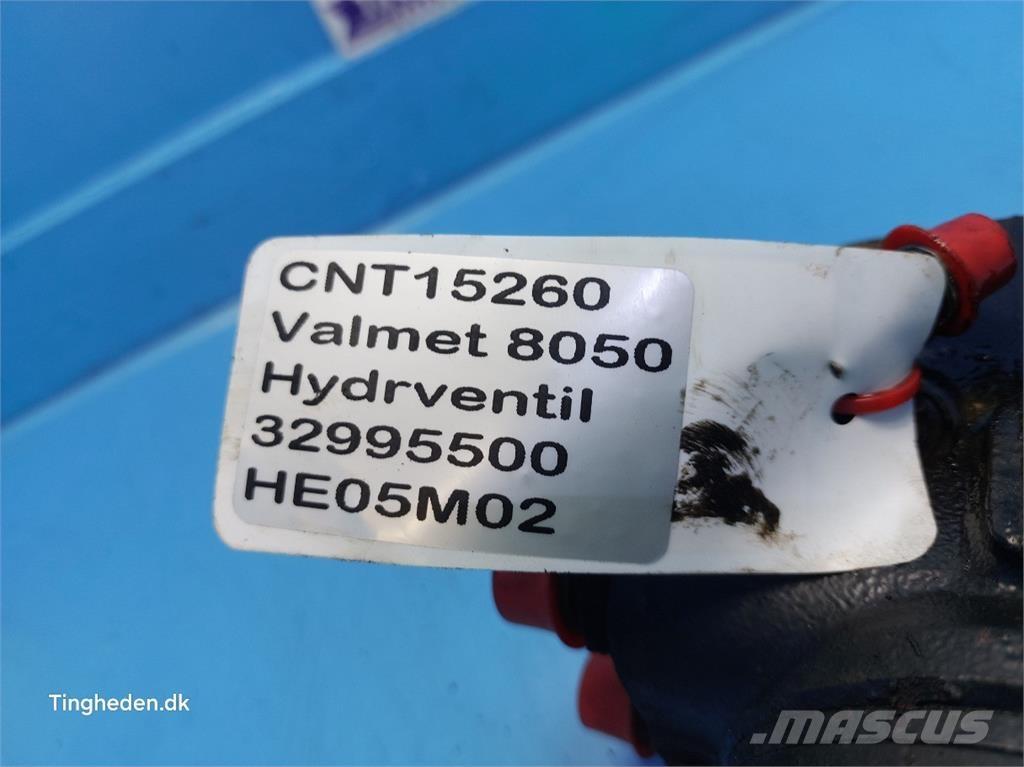 CNT15260
Valmet 8050
Hydrventil
32995500
HE05M02
Tingheden.dk
MASCUS